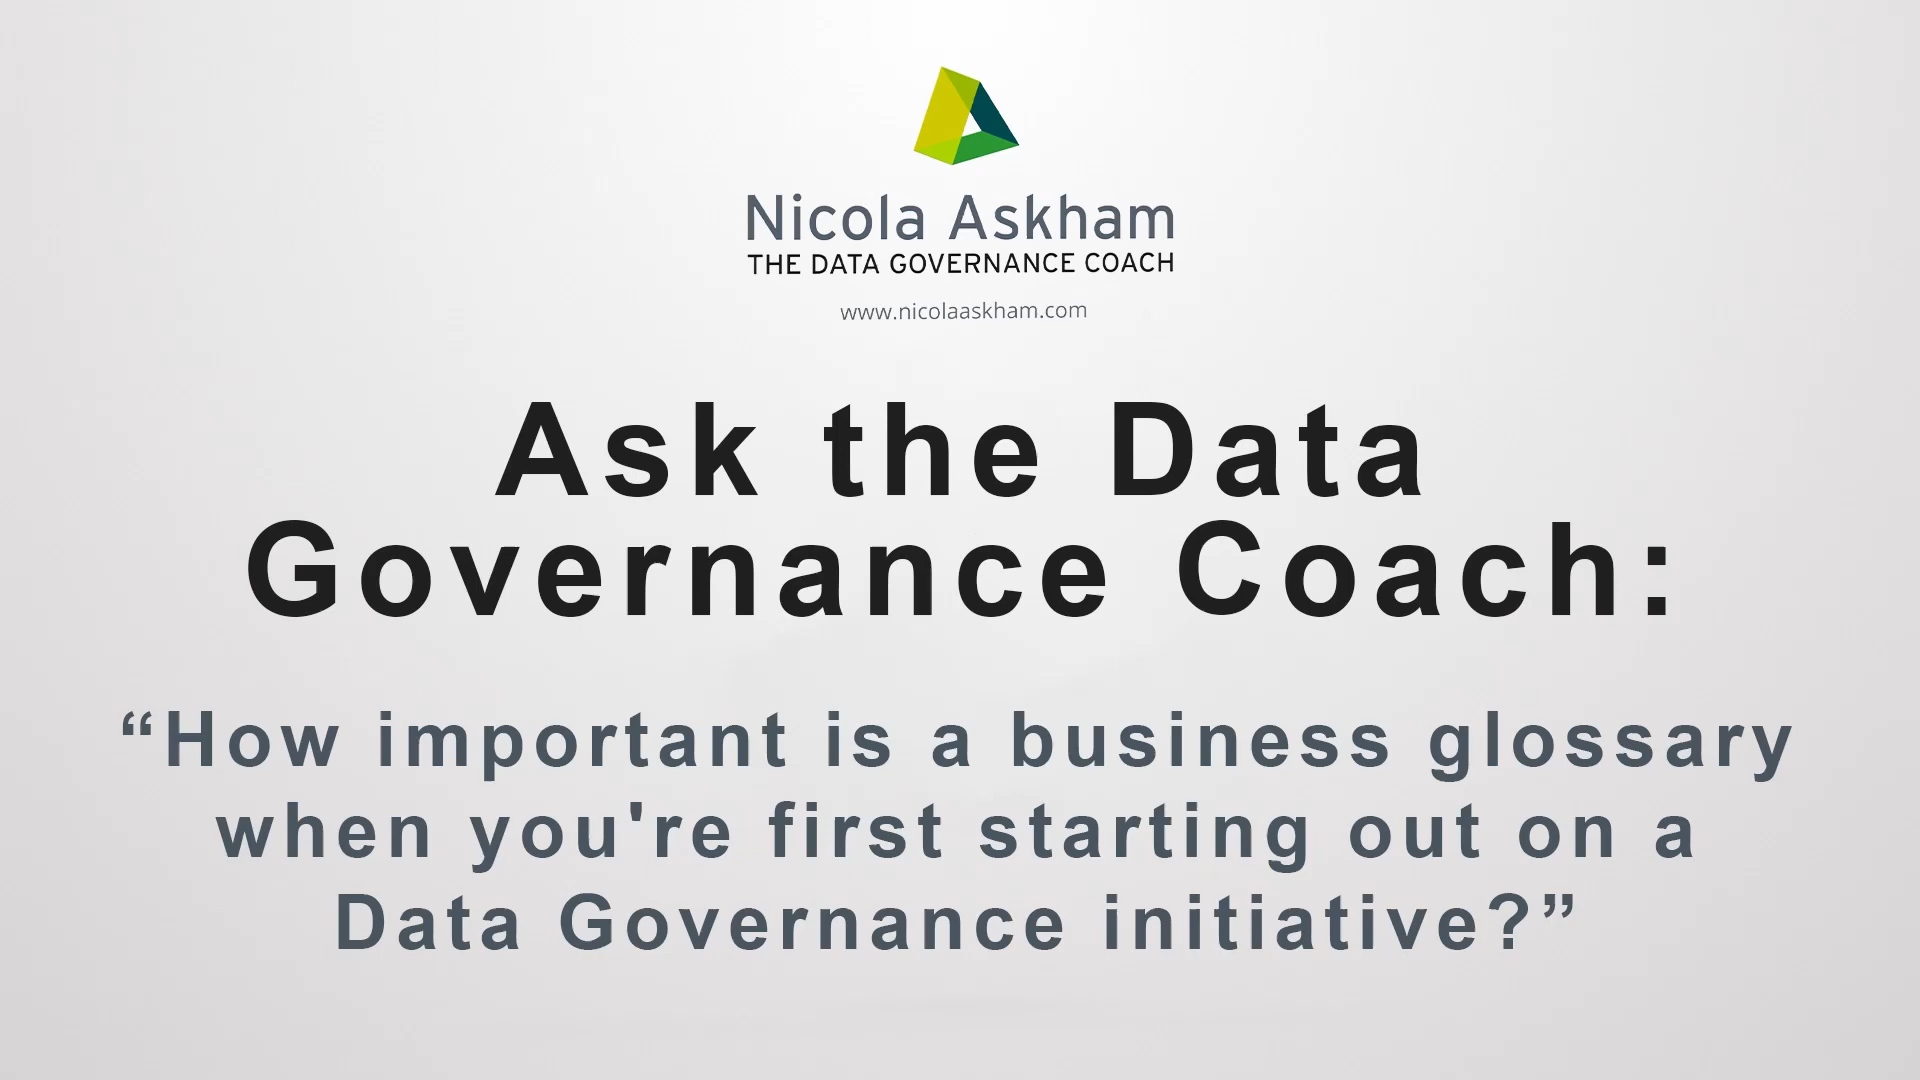 Nicola Askham
THE DATA GOVERNANCE COACH
www.nicolaaskham.com
Ask the Data
Governance Coach:
“How important is a business glossary
when you're first starting out on a
Data Governance initiative?”